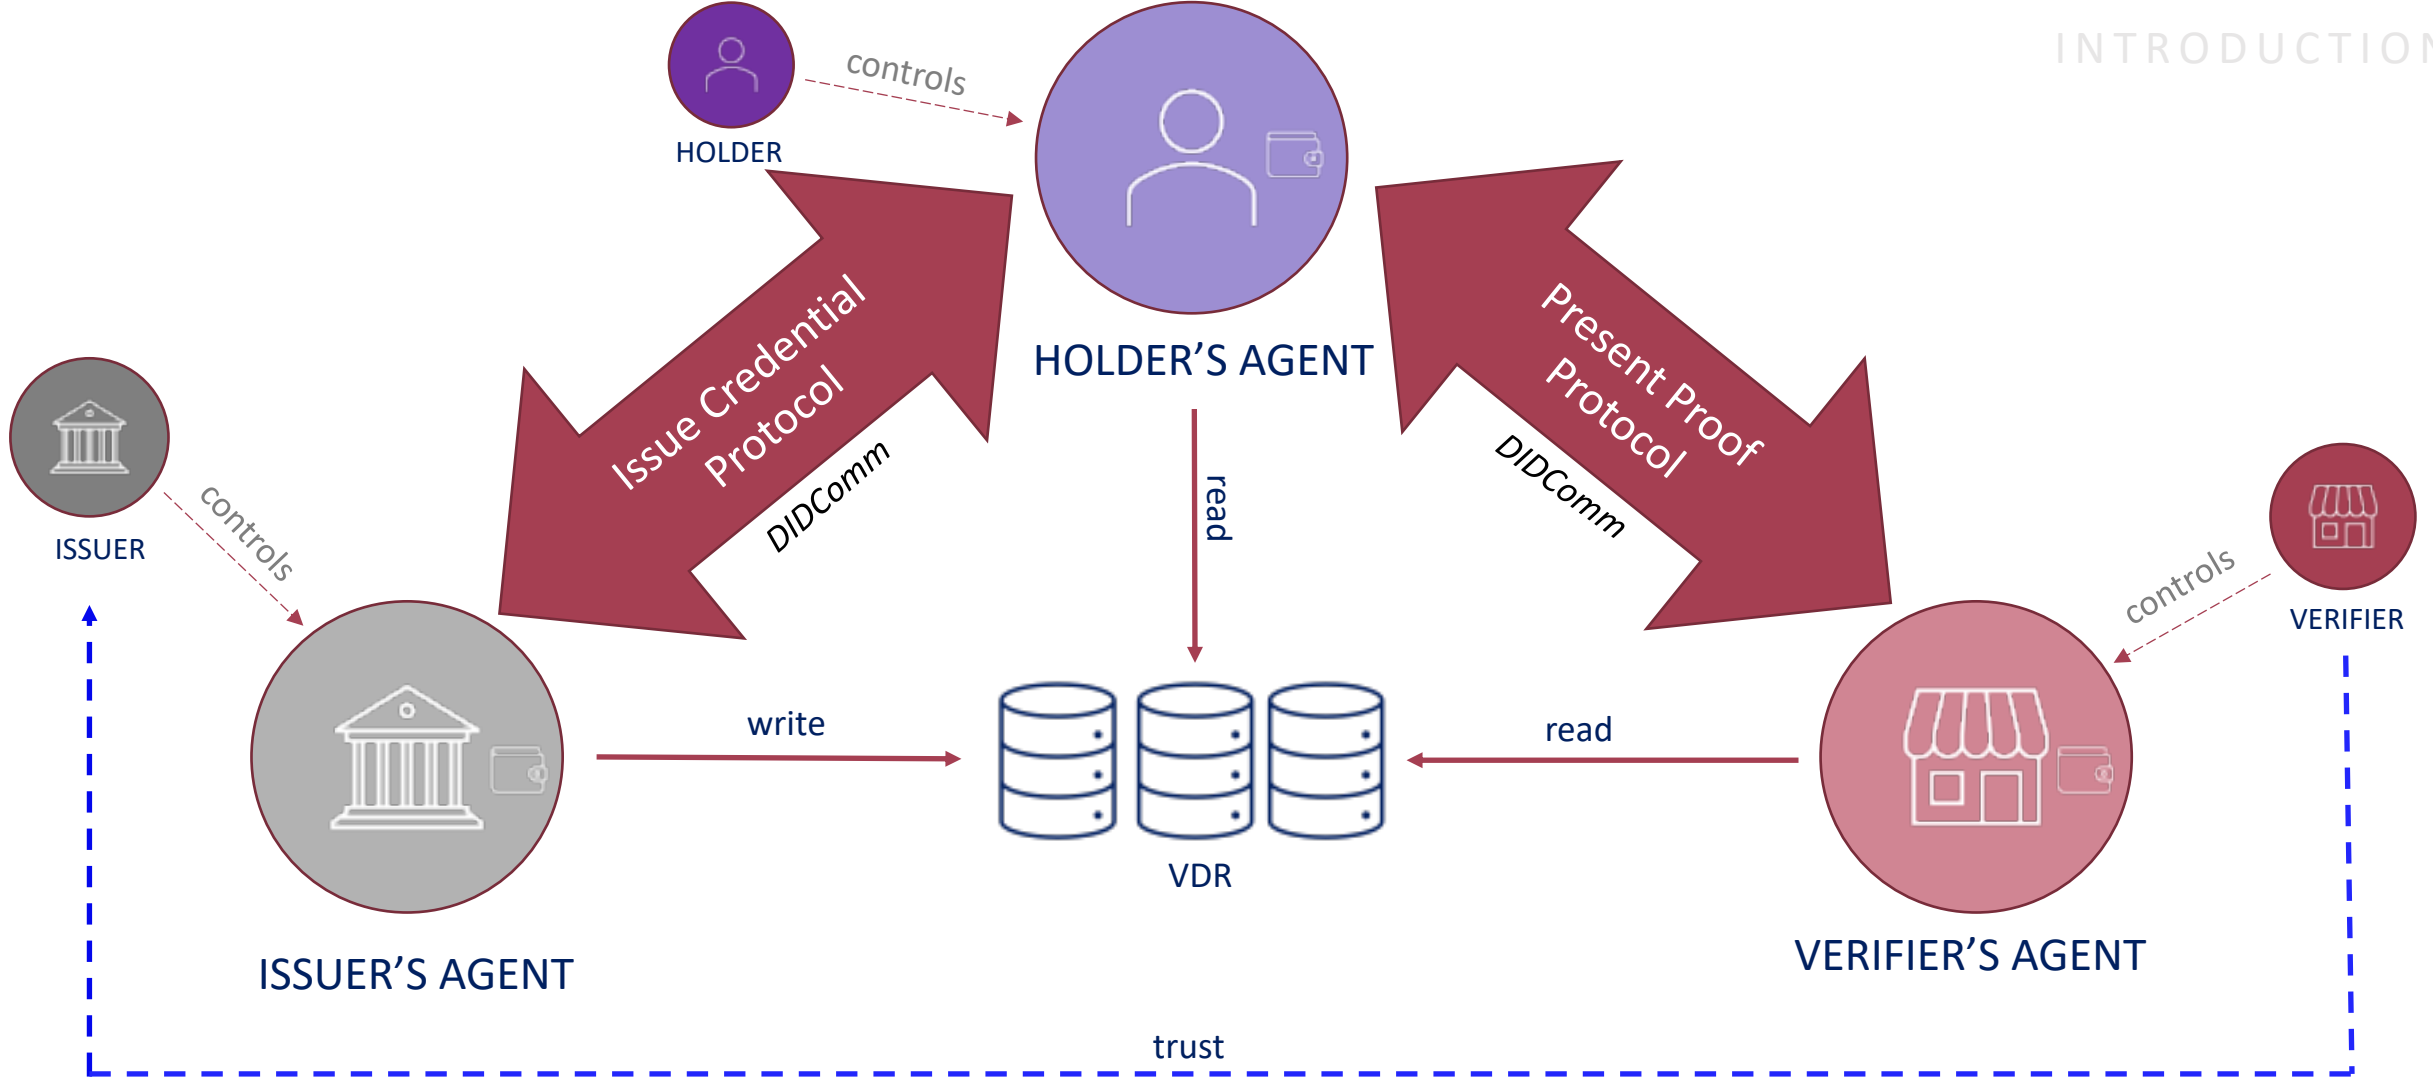 INTRODUCTION
controls
HOLDER
HOLDER'S AGENT
Issue Credential
Protocol
DIDComm
Present Proof
Protocol
DIDComm
read
controls
ISSUER
controls
VERIFIER
write
read
VDR
ISSUER'S AGENT
VERIFIER'S AGENT
trust